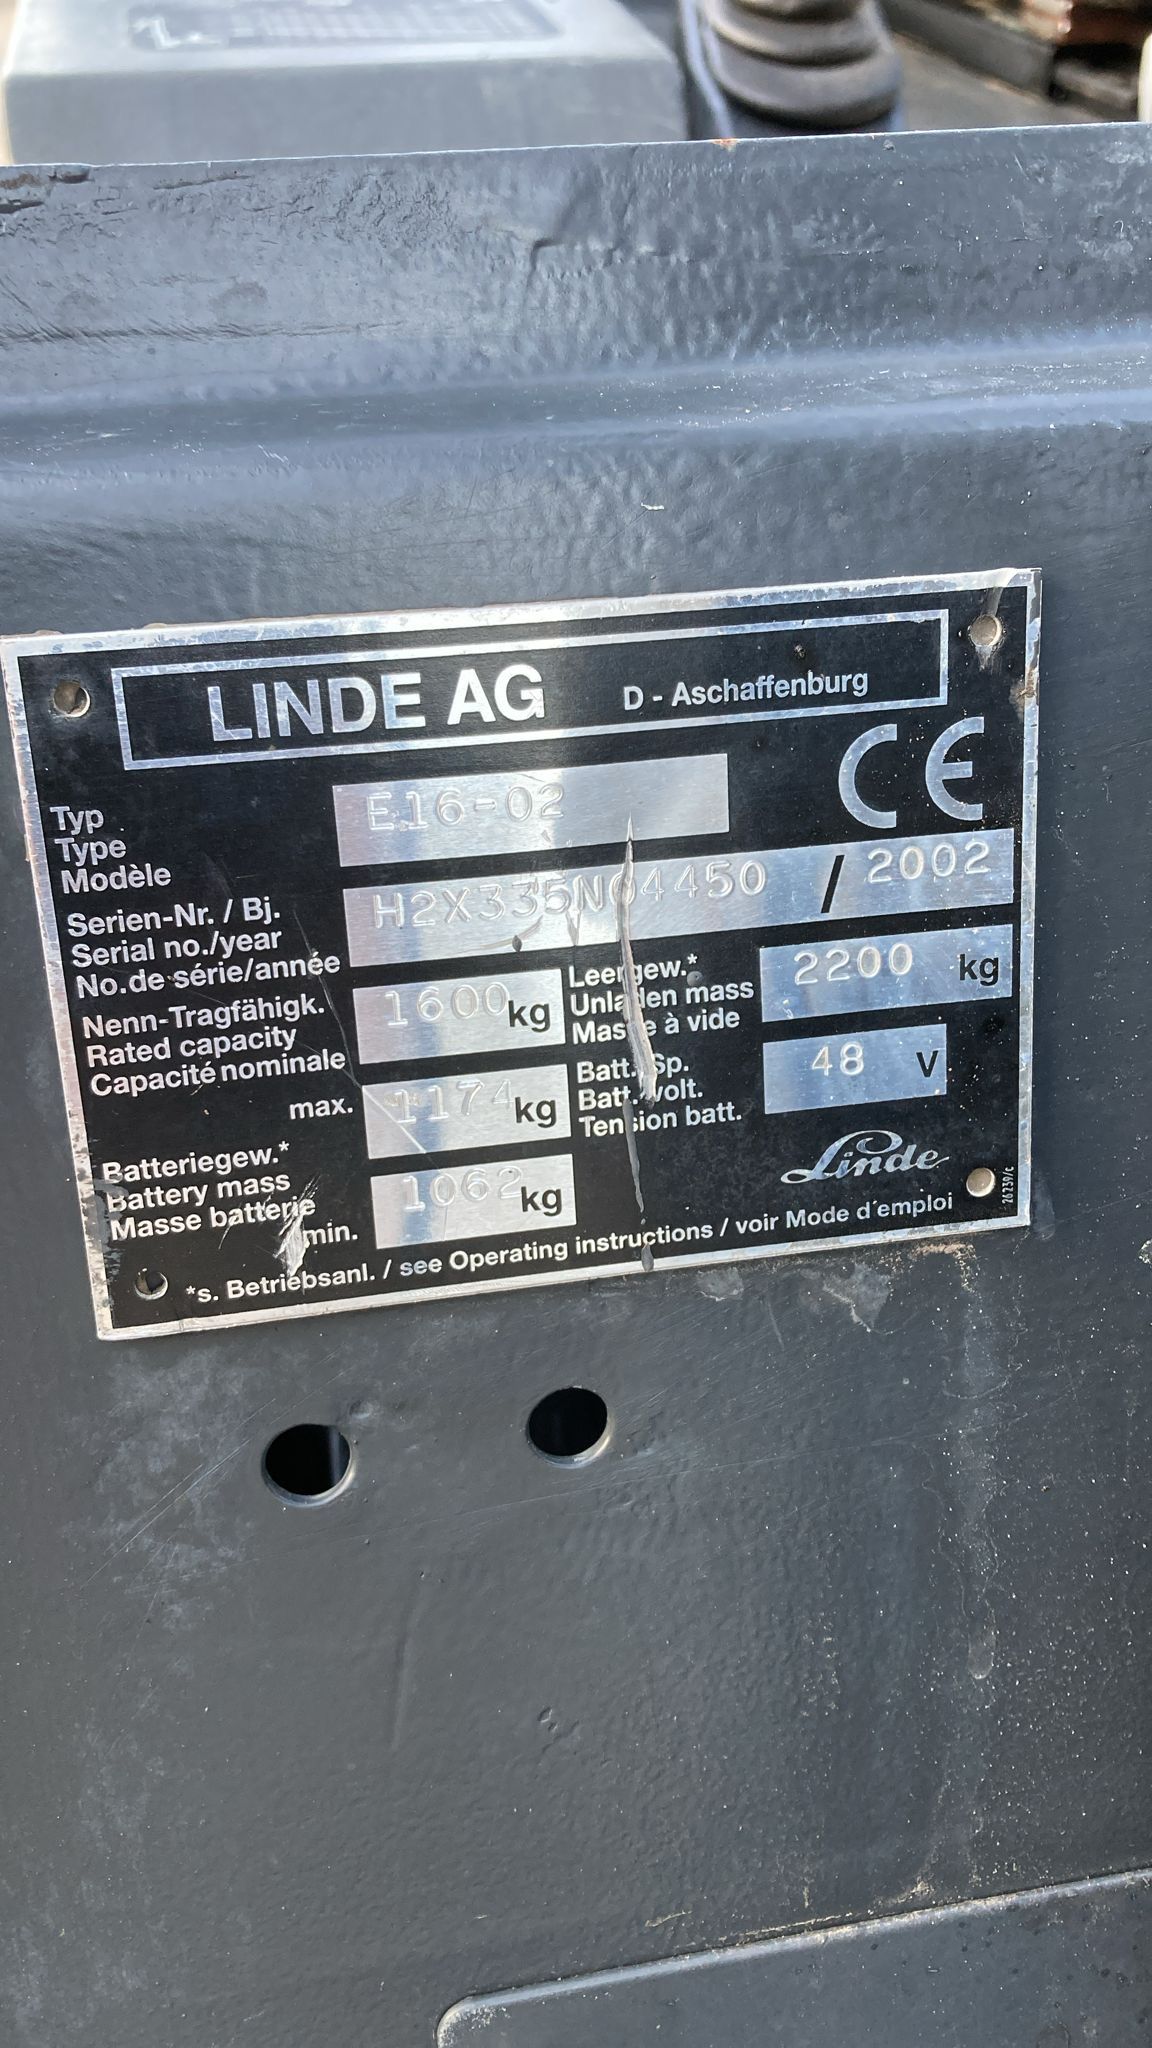 LINDE AG D - Aschaffenburg
CE
Typ
Type
Modèle
E16-02
Serien-Nr. / Bj.
Serial no./year
No.de série/année
H2X335N04450 / 2002
Nenn-Tragfähigk.
Rated capacity
Capacité nominale
1600 kg
Leergew.*
Unladen mass
Masse à vide
2200 kg
max. 1174 kg
Batt. Sp.
Batt. volt.
Tension batt.
48 V
Batteriegew.*
Battery mass
Masse batterie
min. 1062 kg
Linde
*s. Betriebsanl. / see Operating instructions / voir Mode d'emploi
26239/c